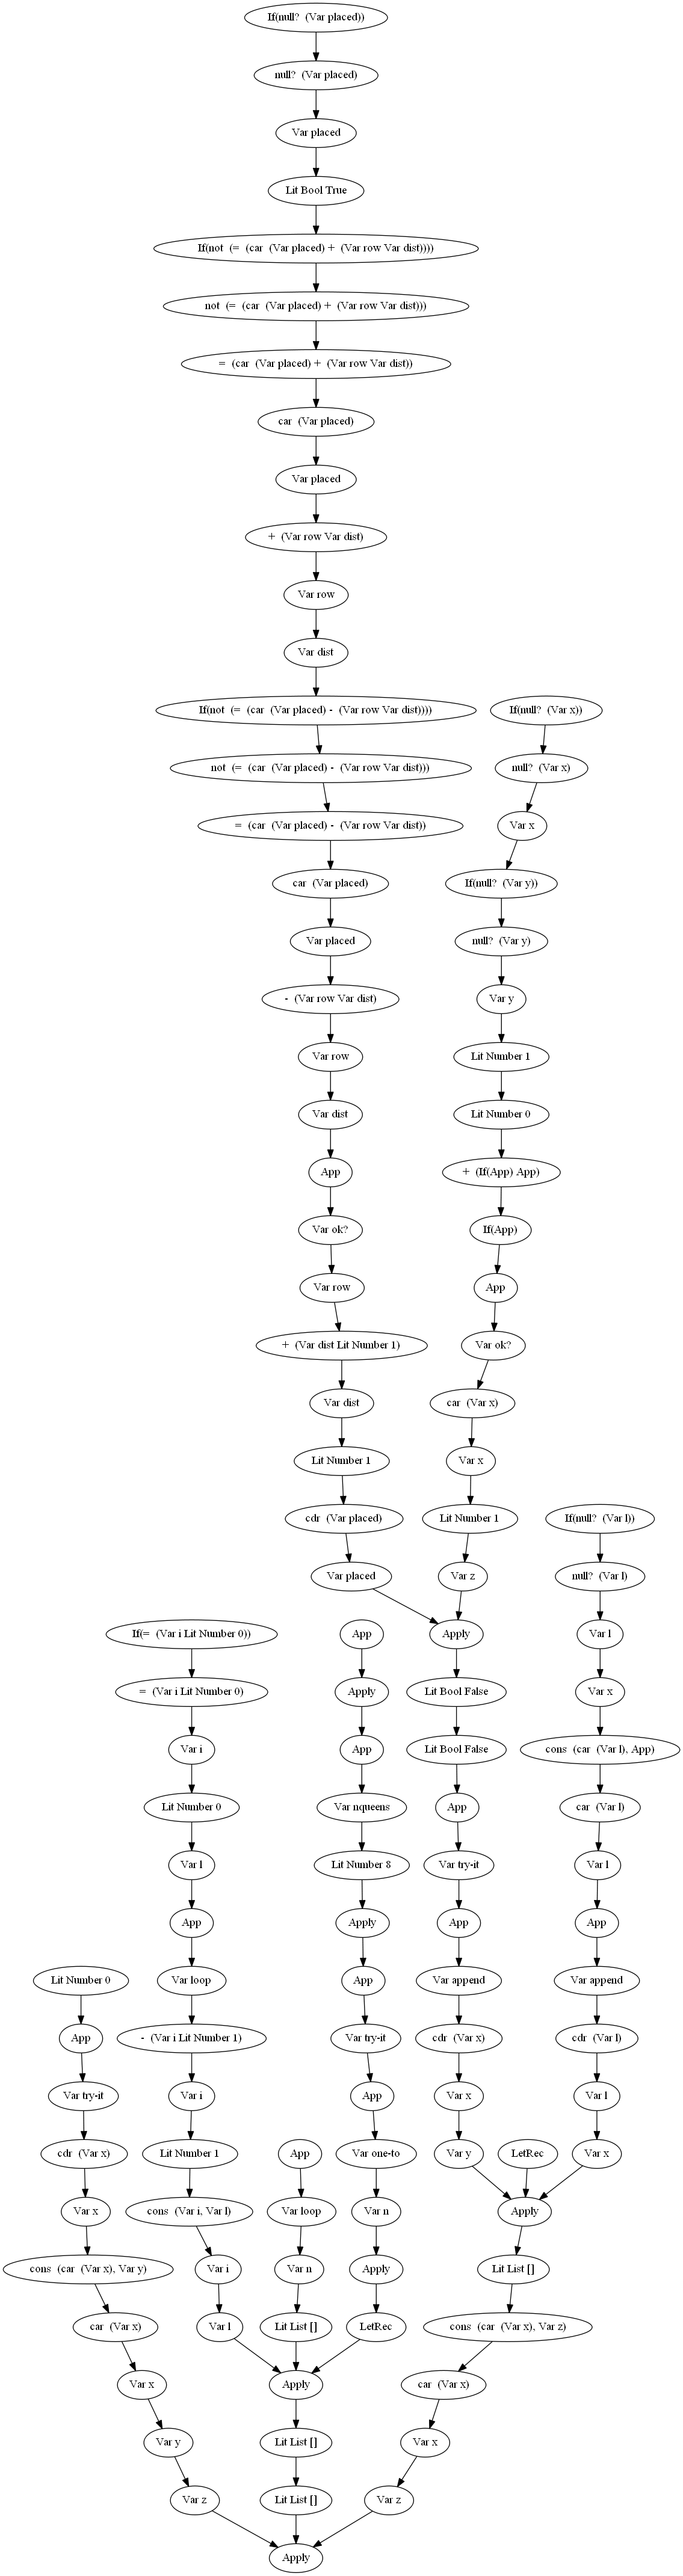 If(null? (Var placed))
null? (Var placed)
Var placed
Lit Bool True
If(not (= (car (Var placed) + (Var row Var dist))))
not (= (car (Var placed) + (Var row Var dist)))
= (car (Var placed) + (Var row Var dist))
car (Var placed)
Var placed
+ (Var row Var dist)
Var row
Var dist
If(not (= (car (Var placed) - (Var row Var dist)))) If(null? (Var x))
not (= (car (Var placed) - (Var row Var dist))) null? (Var x)
= (car (Var placed) - (Var row Var dist)) Var x
car (Var placed) If(null? (Var y))
Var placed null? (Var y)
- (Var row Var dist) Var y
Var row Lit Number 1
Var dist Lit Number 0
App + (If(App) App)
Var ok? If(App)
Var row App
+ (Var dist Lit Number 1) Var ok?
Var dist car (Var x)
Lit Number 1 Var x
cdr (Var placed) Lit Number 1 If(null? (Var l))
Var placed Var z null? (Var l)
If(= (Var i Lit Number 0)) App Apply Var l
= (Var i Lit Number 0) Apply Lit Bool False Var x
Var i App Lit Bool False cons (car (Var l), App)
Lit Number 0 Var nqueens App car (Var l)
Var l Lit Number 8 Var try-it Var l
App Apply App App
Lit Number 0 Var loop App Var append Var append
App - (Var i Lit Number 1) Var try-it cdr (Var x) cdr (Var l)
Var try-it Var i App Var x Var l
cdr (Var x) Lit Number 1 App Var one-to Var y LetRec Var x
Var x cons (Var i, Var l) Var loop Var n Apply
cons (car (Var x), Var y) Var i Var n Apply Lit List []
car (Var x) Var l Lit List [] LetRec cons (car (Var x), Var z)
Var x Apply car (Var x)
Var y Lit List [] Var x
Var z Lit List [] Var z
Apply